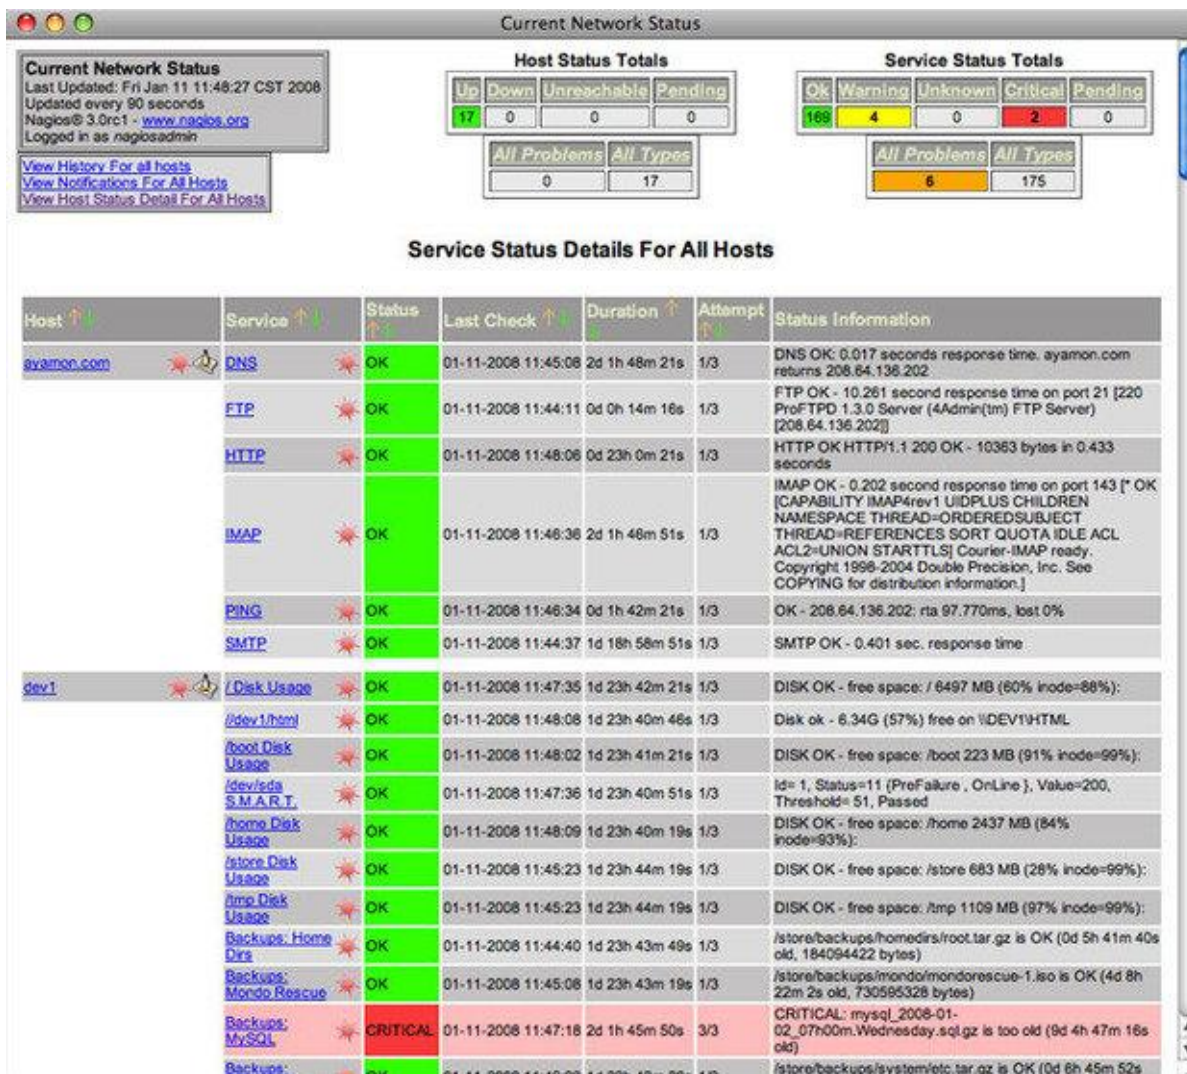 Current Network Status
Current Network Status
Last Updated: Fri Jan 11 11:48:27 CST 2008
Updated every 90 seconds
Nagios® 3.0rc1 - www.nagios.org
Logged in as nagiosadmin
View History For all hosts
View Notifications For All Hosts
View Host Status Detail For All Hosts
Host Status Totals
Up Down Unreachable Pending
17 0 0 0
All Problems All Types
0 17
Service Status Totals
Ok Warning Unknown Critical Pending
169 4 0 2 0
All Problems All Types
6 175
Service Status Details For All Hosts
Host Service Status Last Check Duration Attempt Status Information
ayamon.com DNS OK 01-11-2008 11:45:08 2d 1h 48m 21s 1/3 DNS OK: 0.017 seconds response time. ayamon.com
returns 208.64.136.202
FTP OK 01-11-2008 11:44:11 0d 0h 14m 16s 1/3 FTP OK - 10.261 second response time on port 21 [220
ProFTPD 1.3.0 Server (4Admin(tm) FTP Server)
[208.64.136.202]]
HTTP OK 01-11-2008 11:48:06 0d 23h 0m 21s 1/3 HTTP OK HTTP/1.1 200 OK - 10363 bytes in 0.433
seconds
IMAP OK 01-11-2008 11:46:36 2d 1h 46m 51s 1/3 IMAP OK - 0.202 second response time on port 143 [* OK
[CAPABILITY IMAP4rev1 UIDPLUS CHILDREN
NAMESPACE THREAD=ORDEREDSUBJECT
THREAD=REFERENCES SORT QUOTA IDLE ACL
ACL2=UNION STARTTLS] Courier-IMAP ready.
Copyright 1998-2004 Double Precision, Inc. See
COPYING for distribution information.]
PING OK 01-11-2008 11:46:34 0d 1h 42m 21s 1/3 OK - 208.64.136.202: rta 97.770ms, lost 0%
SMTP OK 01-11-2008 11:44:37 1d 18h 58m 51s 1/3 SMTP OK - 0.401 sec. response time
dev1 / Disk Usage OK 01-11-2008 11:47:35 1d 23h 42m 21s 1/3 DISK OK - free space: / 6497 MB (60% inode=88%):
//dev1/html OK 01-11-2008 11:48:08 1d 23h 40m 46s 1/3 Disk ok - 6.34G (57%) free on \\DEV1\HTML
/boot Disk
Usage OK 01-11-2008 11:48:02 1d 23h 41m 21s 1/3 DISK OK - free space: /boot 223 MB (91% inode=99%):
/dev/sda
S.M.A.R.T. OK 01-11-2008 11:47:36 1d 23h 40m 51s 1/3 Id= 1, Status=11 {PreFailure , OnLine }, Value=200,
Threshold= 51, Passed
/home Disk
Usage OK 01-11-2008 11:48:09 1d 23h 40m 19s 1/3 DISK OK - free space: /home 2437 MB (84%
inode=93%):
/store Disk
Usage OK 01-11-2008 11:45:23 1d 23h 44m 19s 1/3 DISK OK - free space: /store 683 MB (28% inode=99%):
/tmp Disk
Usage OK 01-11-2008 11:45:23 1d 23h 44m 19s 1/3 DISK OK - free space: /tmp 1109 MB (97% inode=99%):
Backups: Home
Dirs OK 01-11-2008 11:44:40 1d 23h 43m 49s 1/3 /store/backups/homedirs/root.tar.gz is OK (0d 5h 41m 40s
old, 184094422 bytes)
Backups:
Mondo Rescue OK 01-11-2008 11:45:08 1d 23h 43m 19s 1/3 /store/backups/mondo/mondorescue-1.iso is OK (4d 8h
22m 2s old, 730595328 bytes)
Backups:
MySQL CRITICAL 01-11-2008 11:47:18 2d 1h 45m 50s 3/3 CRITICAL: mysql_2008-01-
02_07h00m.Wednesday.sql.gz is too old (9d 4h 47m 16s
old)
Backups: /store/backups/system/etc.tar.gz is OK (0d 6h 45m 52s